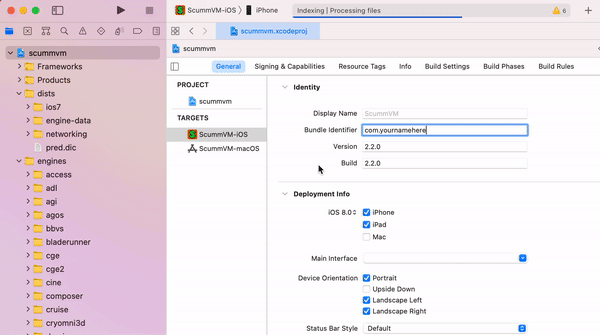 ScummVM-iOS
iPhone
Indexing | Processing files
6
scummvm.xcodeproj
scummvm
General
Signing & Capabilities
Resource Tags
Info
Build Settings
Build Phases
Build Rules
scummvm
Frameworks
Products
dists
ios7
engine-data
networking
pred.dic
engines
access
adl
agi
agos
bbvs
bladerunner
cge
cge2
cine
composer
cruise
cryomni3d
PROJECT
scummvm
TARGETS
ScummVM-iOS
ScummVM-macOS
Identity
Display Name ScummVM
Bundle Identifier com.yournamehere
Version 2.2.0
Build 2.2.0
Deployment Info
iOS 8.0 iPhone
iPad
Mac
Main Interface
Device Orientation Portrait
Upside Down
Landscape Left
Landscape Right
Status Bar Style Default